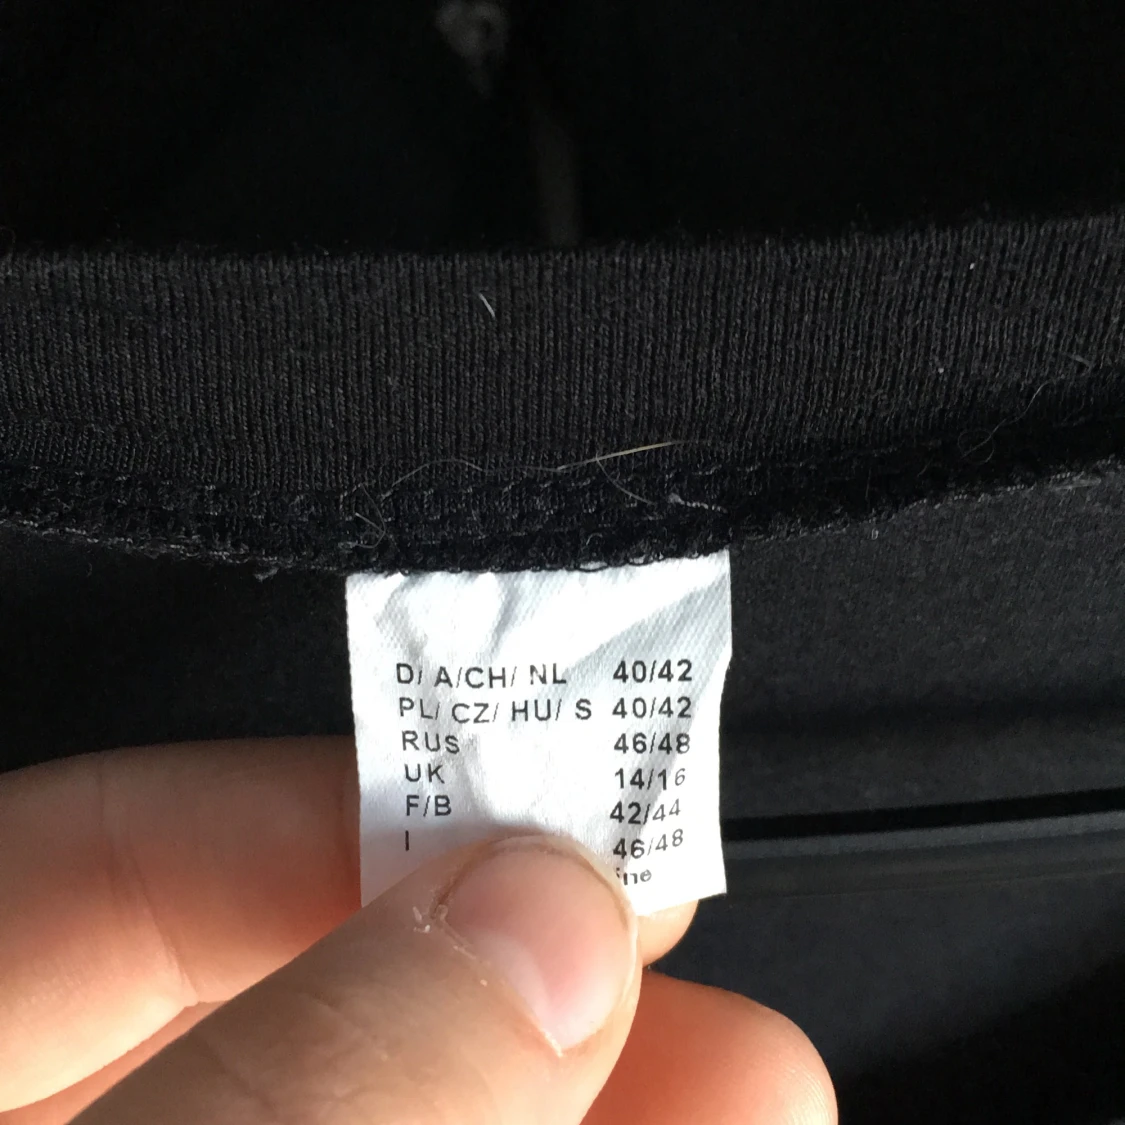 D/ A/CH/ NL 40/42
PL/ CZ/ HU/ S 40/42
RUS 46/48
UK 14/16
F/B 42/44
I 46/48